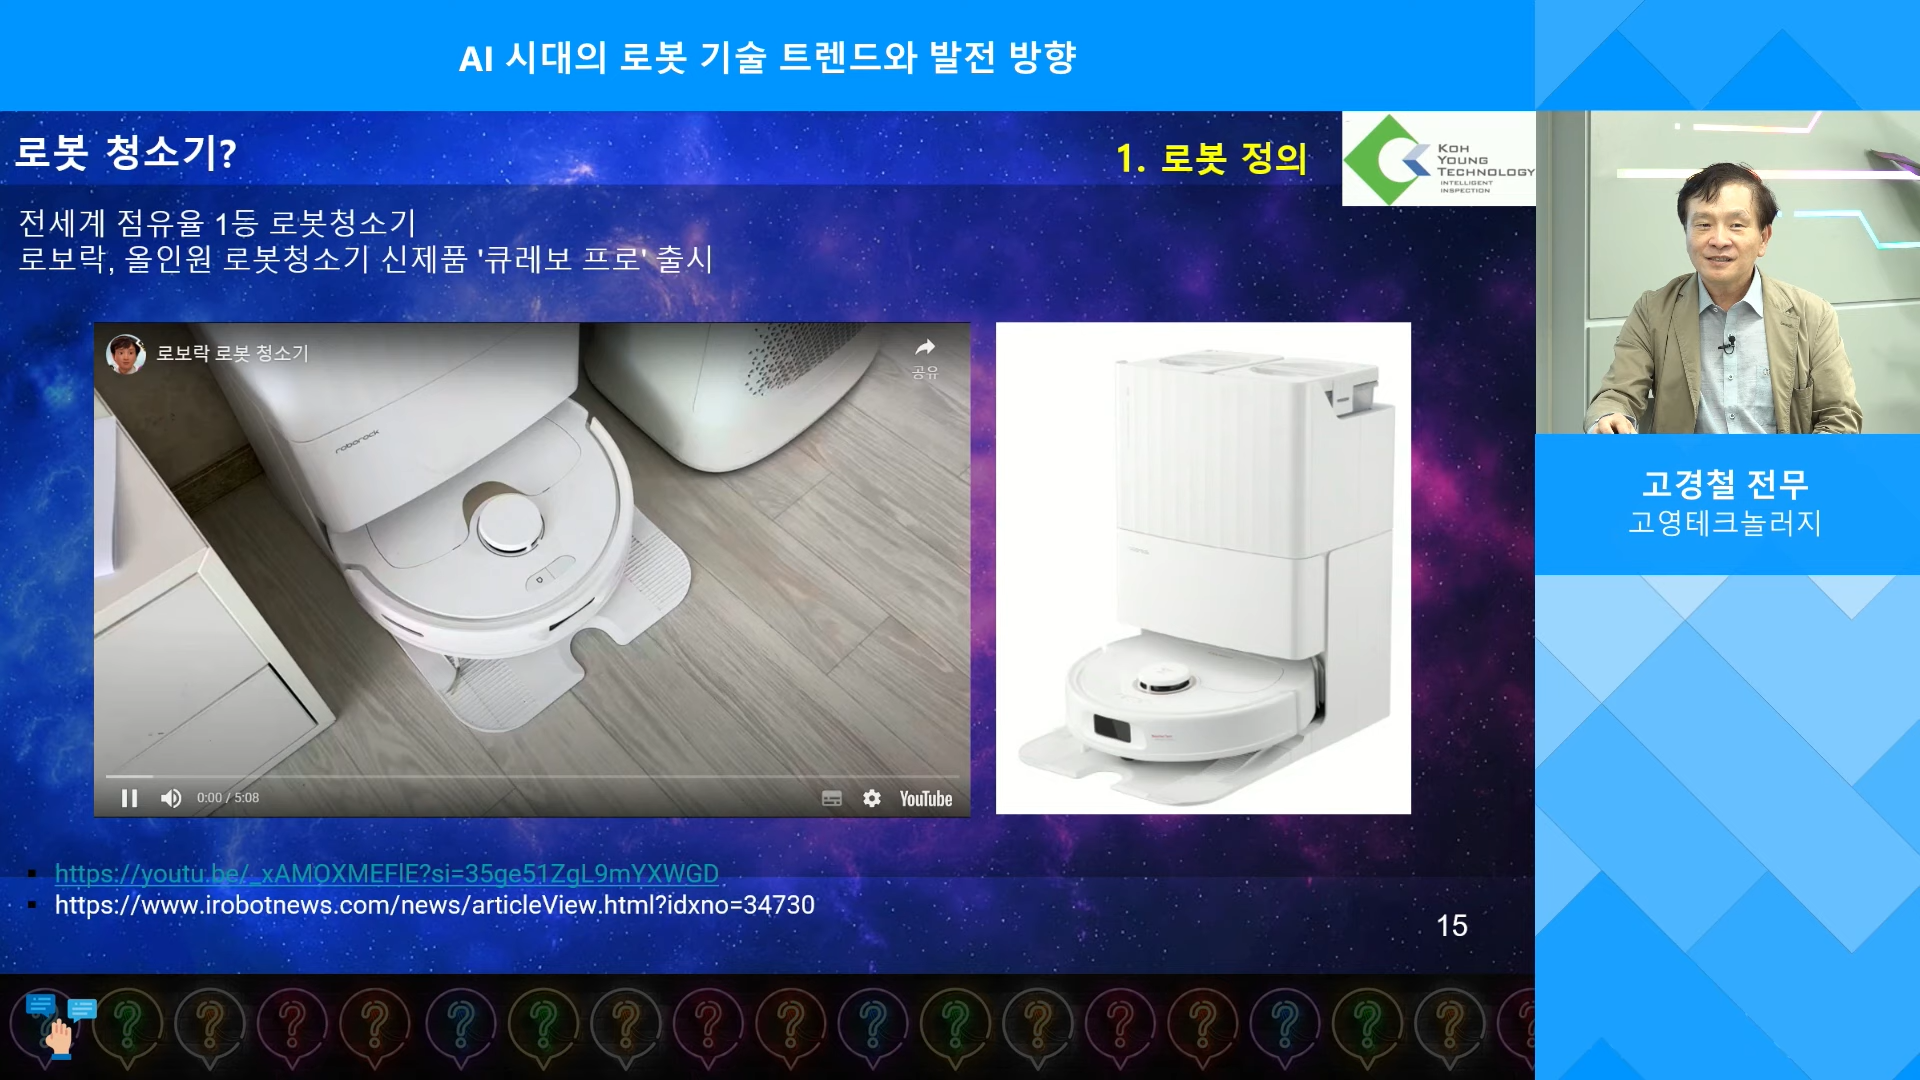 AI 시대의 로봇 기술 트렌드와 발전 방향
로봇 청소기?
1. 로봇 정의
KOH
YOUNG
TECHNOLOGY
INTELLIGENT
INSPECTION
전세계 점유율 1등 로봇청소기
로보락, 올인원 로봇청소기 신제품 '큐레보 프로' 출시
로보락 로봇 청소기
공유
roborock
0:00 / 5:08
YouTube
고경철 전무
고영테크놀러지
https://youtu.be/_xAMOXMEFlE?si=35ge51ZgL9mYXWGD
https://www.irobotnews.com/news/articleView.html?idxno=34730
15